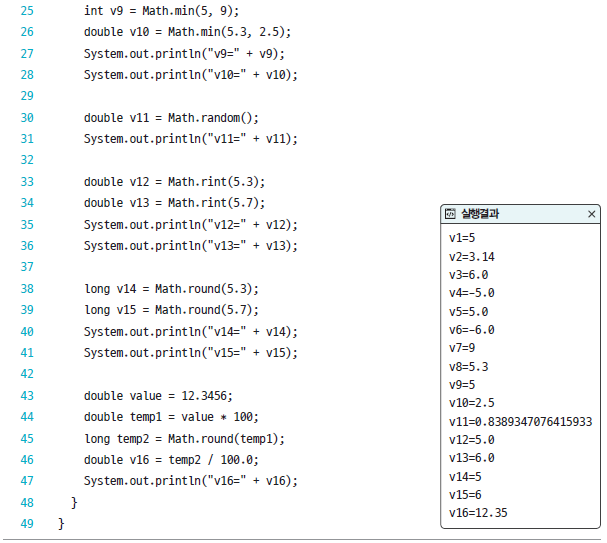 25 int v9 = Math.min(5, 9);
26 double v10 = Math.min(5.3, 2.5);
27 System.out.println("v9=" + v9);
28 System.out.println("v10=" + v10);
29
30 double v11 = Math.random();
31 System.out.println("v11=" + v11);
32
33 double v12 = Math.rint(5.3);
34 double v13 = Math.rint(5.7);
35 System.out.println("v12=" + v12);
36 System.out.println("v13=" + v13);
37
38 long v14 = Math.round(5.3);
39 long v15 = Math.round(5.7);
40 System.out.println("v14=" + v14);
41 System.out.println("v15=" + v15);
42
43 double value = 12.3456;
44 double temp1 = value * 100;
45 long temp2 = Math.round(temp1);
46 double v16 = temp2 / 100.0;
47 System.out.println("v16=" + v16);
48 }
49 }
실행결과
v1=5
v2=3.14
v3=6.0
v4=-5.0
v5=5.0
v6=-6.0
v7=9
v8=5.3
v9=5
v10=2.5
v11=0.8389347076415933
v12=5.0
v13=6.0
v14=5
v15=6
v16=12.35